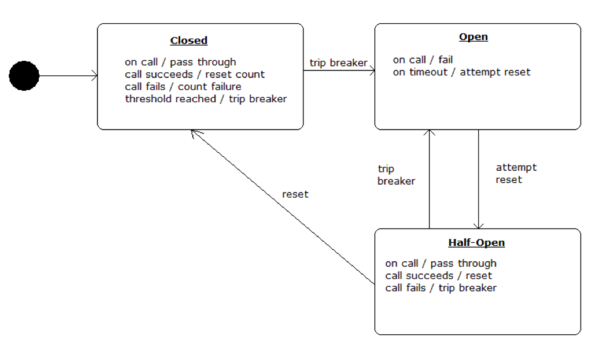 Closed
on call / pass through
call succeeds / reset count
call fails / count failure
threshold reached / trip breaker
trip breaker
Open
on call / fail
on timeout / attempt reset
trip
breaker
attempt
reset
reset
Half-Open
on call / pass through
call succeeds / reset
call fails / trip breaker